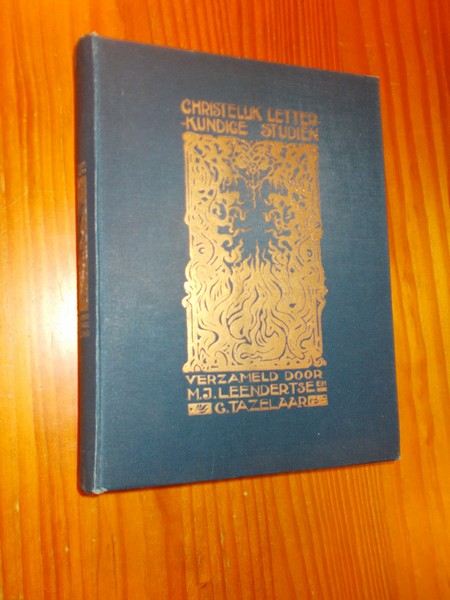 CHRISTELIJK LETTER
-KUNDIGE STUDIËN
VERZAMELD DOOR
M.J. LEENDERTSE EN
C. TAZELAAR